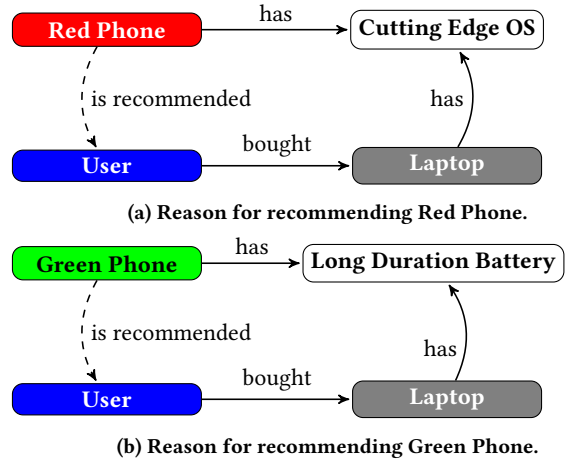 has
Red Phone
Cutting Edge OS
is recommended
has
bought
User
Laptop
(a) Reason for recommending Red Phone.
has
Green Phone
Long Duration Battery
is recommended
has
bought
User
Laptop
(b) Reason for recommending Green Phone.